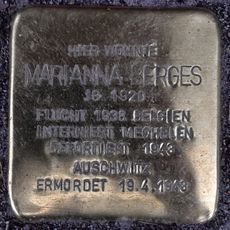 HIER WOHNTE
MARIANNA BERGES
JG. 1920
FLUCHT 1938 BELGIEN
INTERNIERT MECHELEN
DEPORTIERT 1943
AUSCHWITZ
ERMORDET 19.4.1943